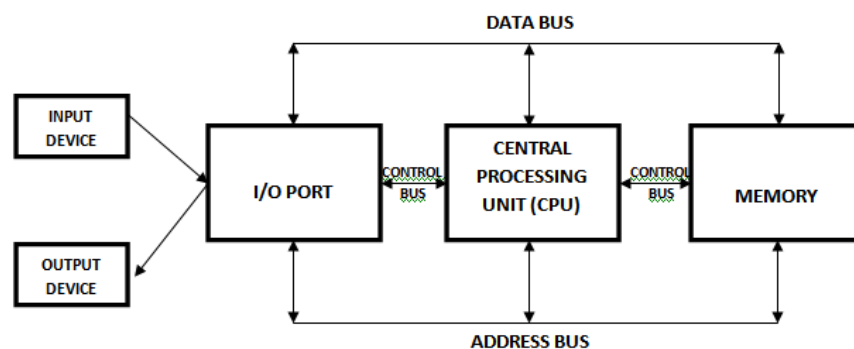 DATA BUS
INPUT
DEVICE
I/O PORT
CONTROL
BUS
CENTRAL
PROCESSING
UNIT (CPU)
CONTROL
BUS
MEMORY
OUTPUT
DEVICE
ADDRESS BUS